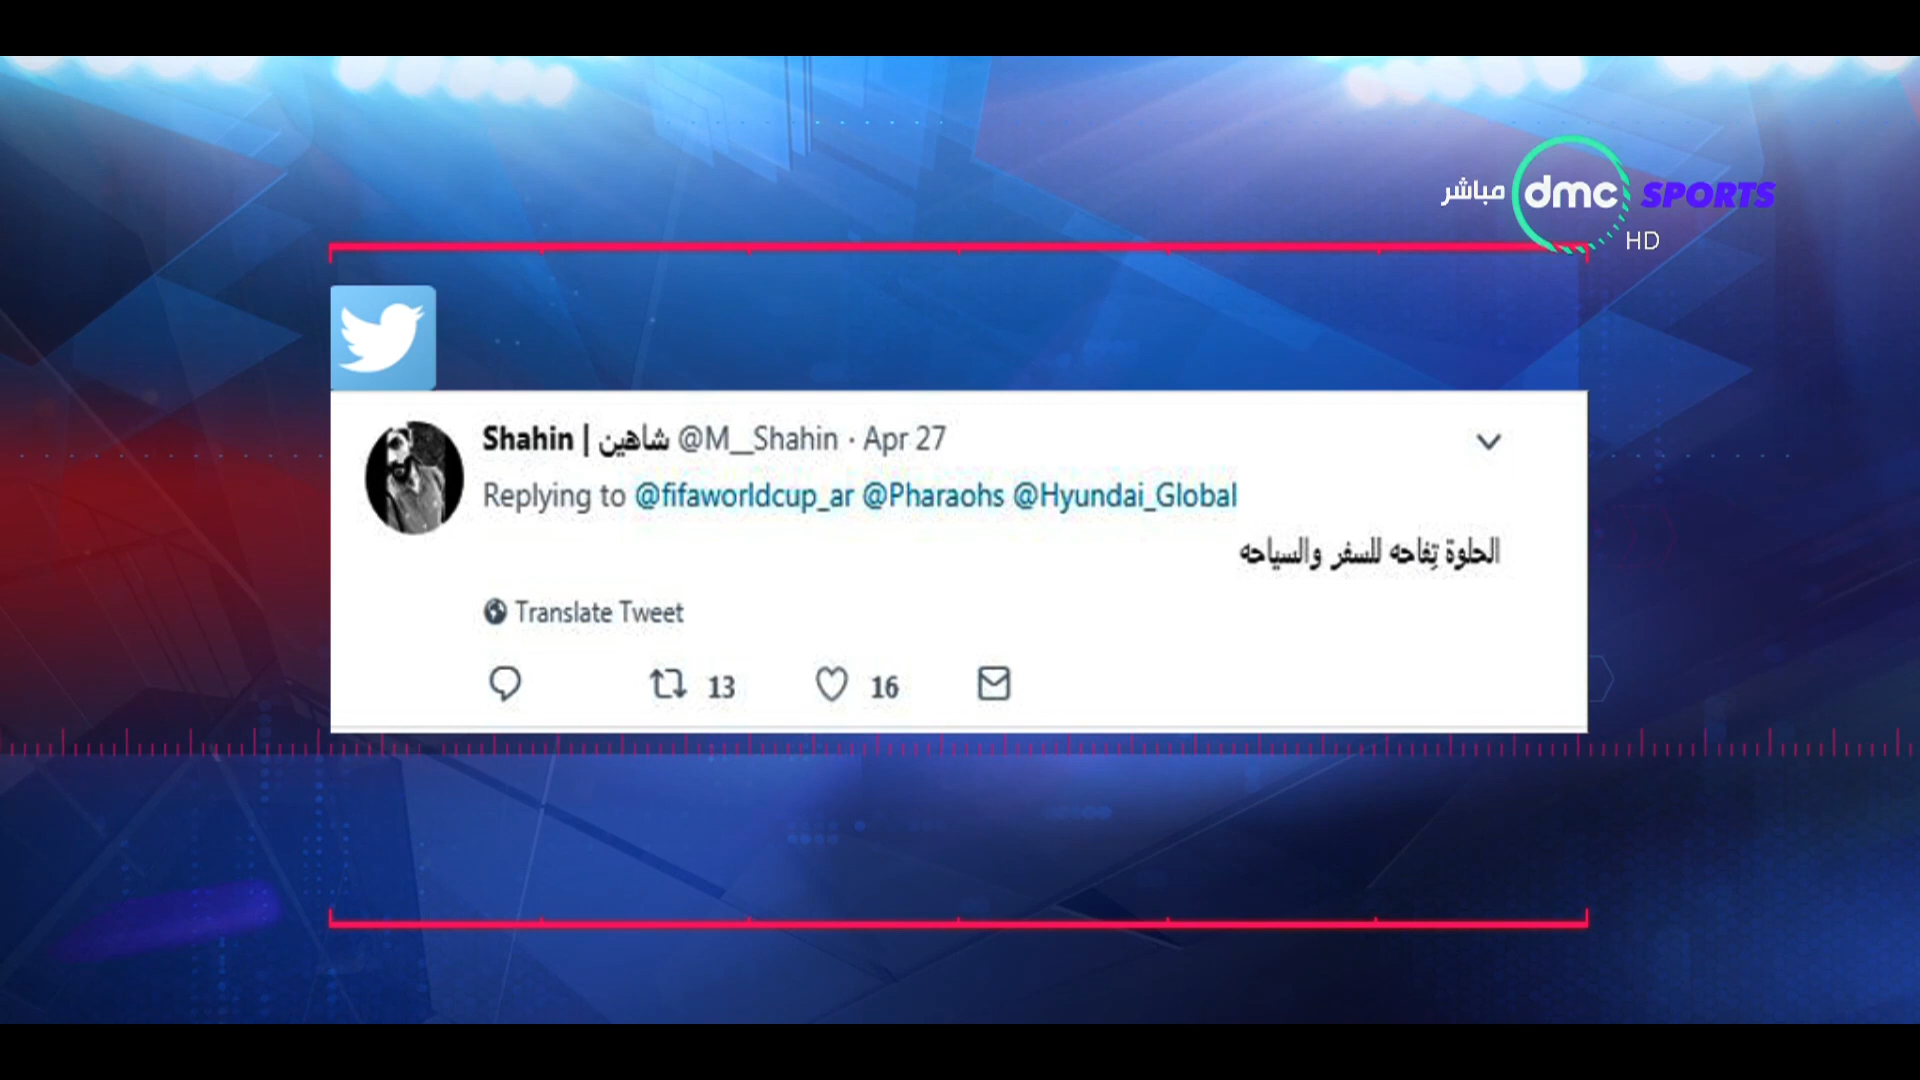 مباشر dmc SPORTS
HD
Shahin | شاهين @M__Shahin · Apr 27
Replying to @fifaworldcup_ar @Pharaohs @Hyundai_Global
الحلوة تِفاحه للسفر والسياحه
Translate Tweet
13 16